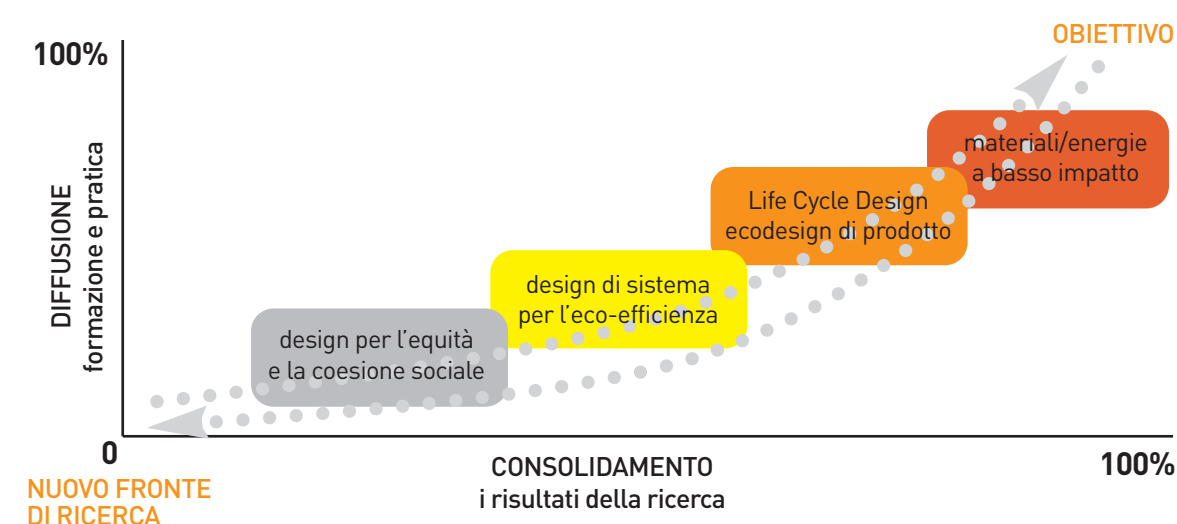 OBIETTIVO
100%
DIFFUSIONE
formazione e pratica
materiali/energie
a basso impatto
Life Cycle Design
ecodesign di prodotto
design di sistema
per l'eco-efficienza
design per l'equità
e la coesione sociale
0
CONSOLIDAMENTO
i risultati della ricerca
100%
NUOVO FRONTE
DI RICERCA